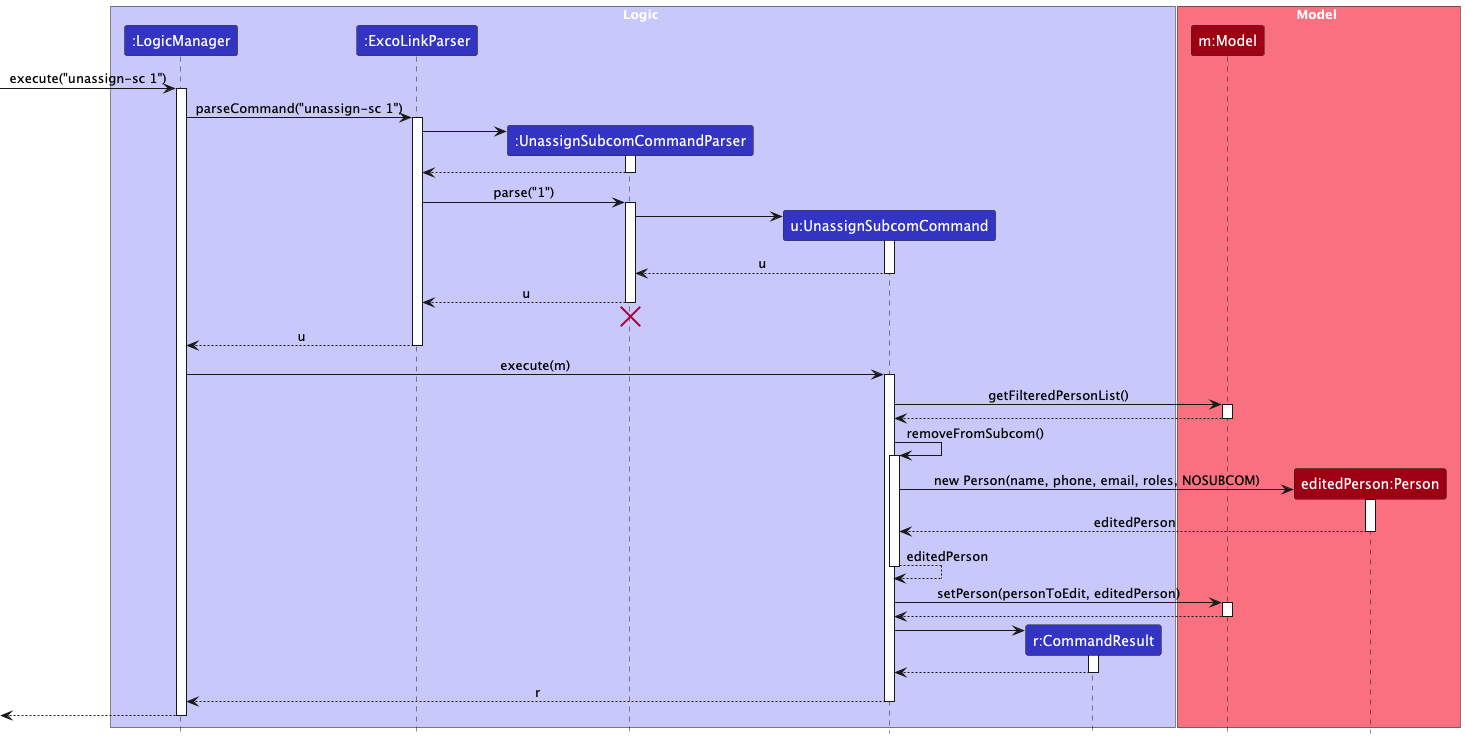 Logic
Model
:LogicManager
:ExcoLinkParser
m:Model
execute("unassign-sc 1")
parseCommand("unassign-sc 1")
:UnassignSubcomCommandParser
parse("1")
u:UnassignSubcomCommand
u
u
u
execute(m)
getFilteredPersonList()
removeFromSubcom()
new Person(name, phone, email, roles, NOSUBCOM)
editedPerson:Person
editedPerson
editedPerson
setPerson(personToEdit, editedPerson)
r:CommandResult
r